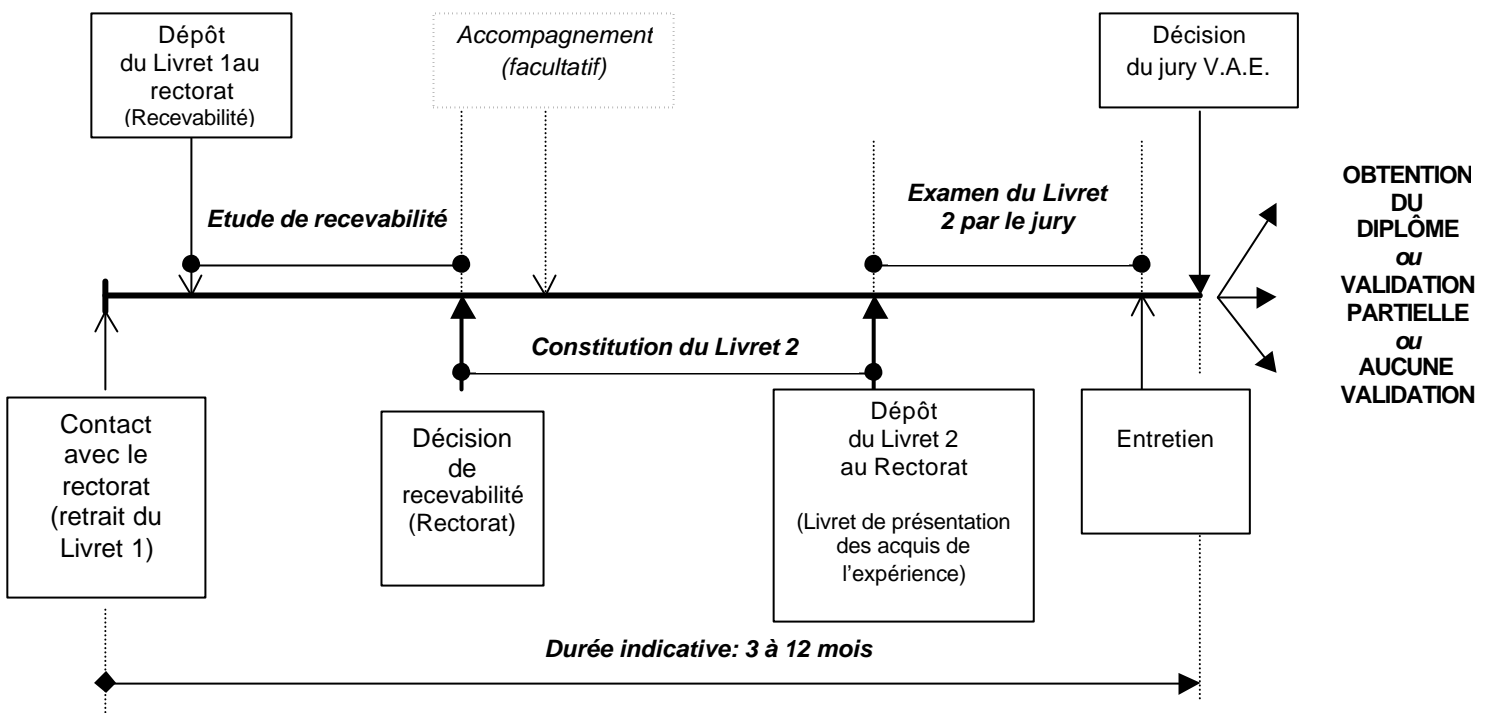 Dépôt
du Livret 1au
rectorat
(Recevabilité)
Accompagnement
(facultatif)
Décision
du jury V.A.E.
Etude de recevabilité
Examen du Livret
2 par le jury
OBTENTION
DU
DIPLÔME
ou
VALIDATION
PARTIELLE
ou
AUCUNE
VALIDATION
Constitution du Livret 2
Contact
avec le
rectorat
(retrait du
Livret 1)
Décision
de
recevabilité
(Rectorat)
Dépôt
du Livret 2
au Rectorat
(Livret de présentation
des acquis de
l’expérience)
Entretien
Durée indicative: 3 à 12 mois